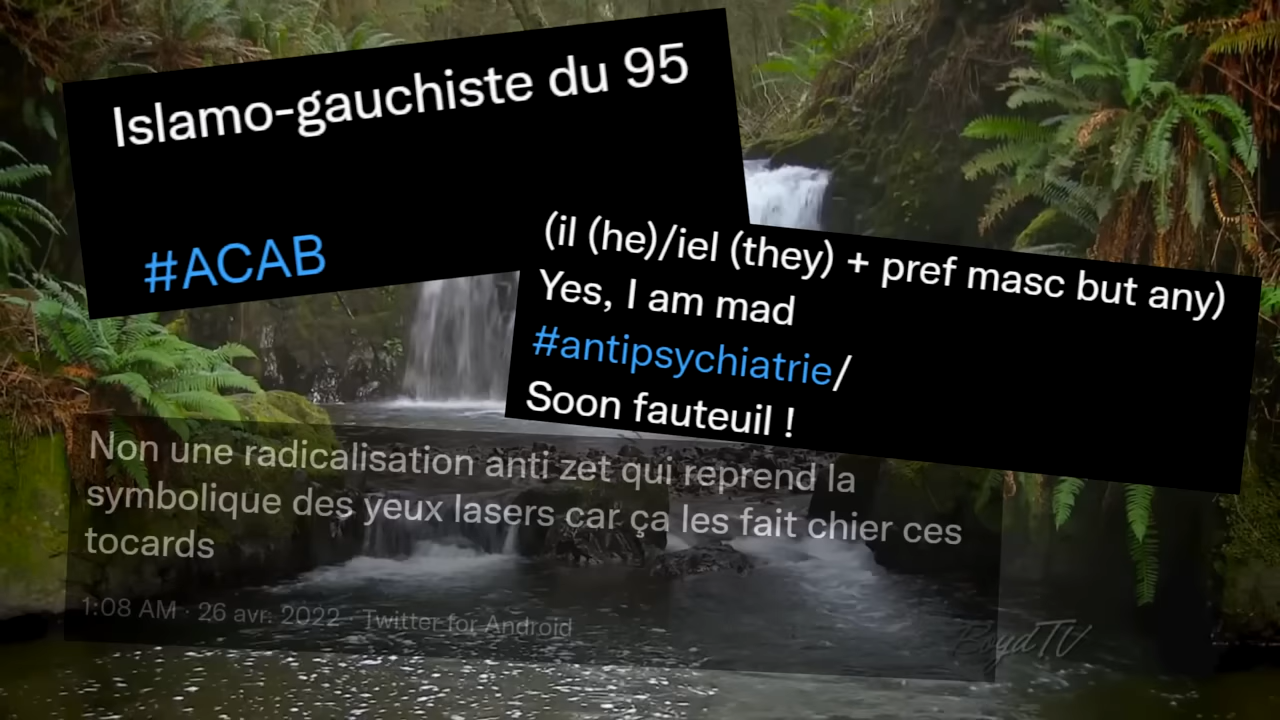 Islamo-gauchiste du 95
#ACAB
(il (he)/iel (they) + pref masc but any)
Yes, I am mad
#antipsychiatrie/
Soon fauteuil !
Non une radicalisation anti zet qui reprend la
symbolique des yeux lasers car ça les fait chier ces
tocards
1:08 AM · 26 avr. 2022 · Twitter for Android
BoydTV